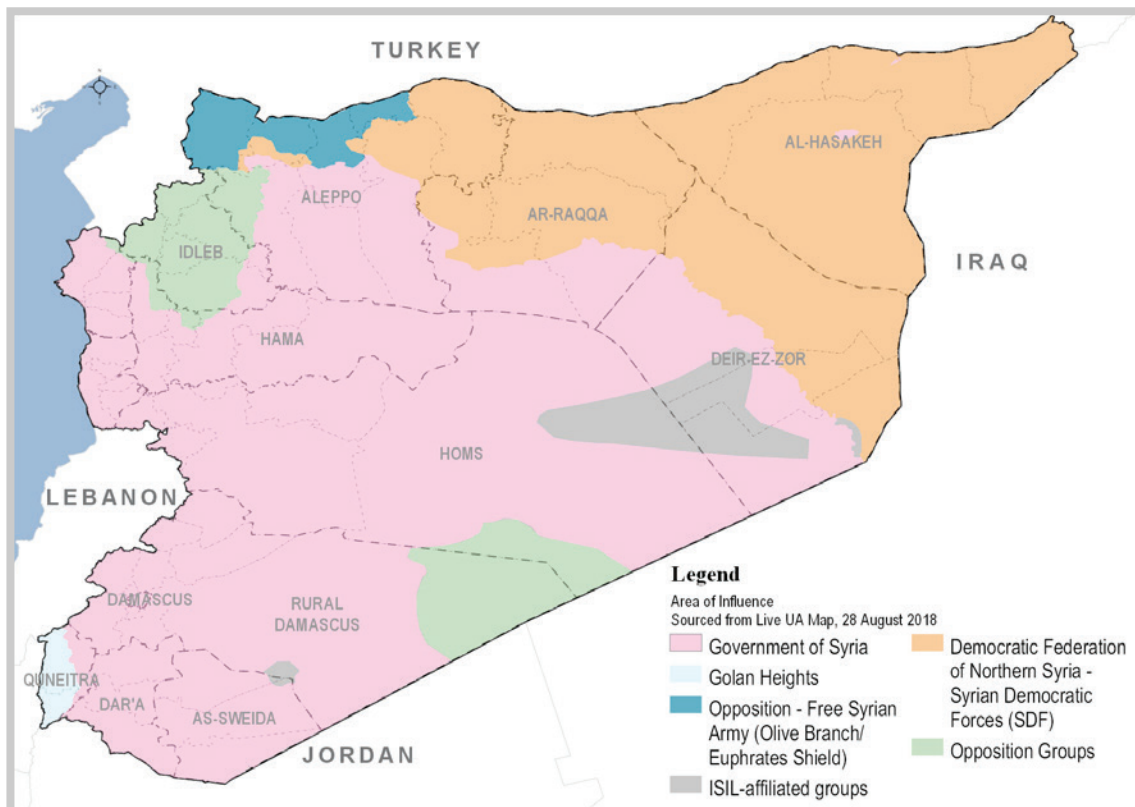 TURKEY
AL-HASAKEH
ALEPPO
AR-RAQQA
IDLEB
IRAQ
HAMA
DEIR-EZ-ZOR
HOMS
LEBANON
DAMASCUS
RURAL
DAMASCUS
QUNEITRA
DAR'A
AS-SWEIDA
JORDAN
Legend
Area of Influence
Sourced from Live UA Map, 28 August 2018
Government of Syria
Golan Heights
Opposition - Free Syrian
Army (Olive Branch/
Euphrates Shield)
ISIL-affiliated groups
Democratic Federation
of Northern Syria -
Syrian Democratic
Forces (SDF)
Opposition Groups